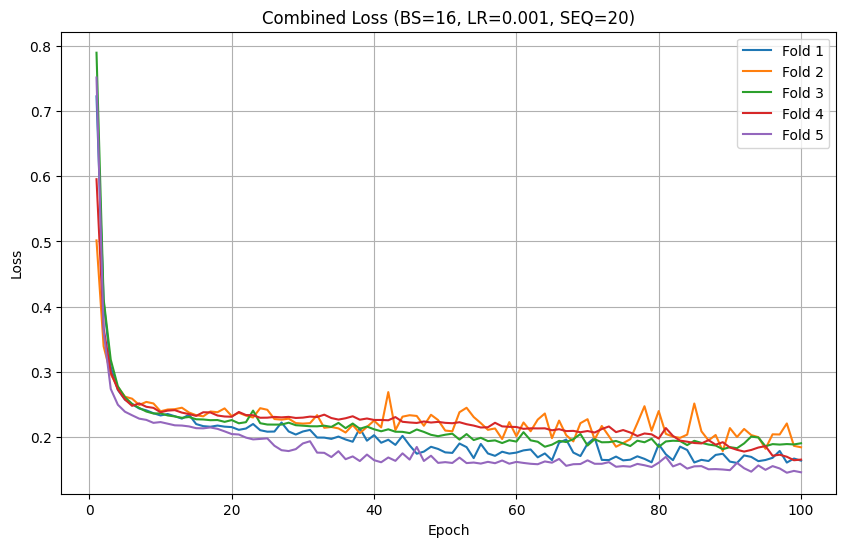 Combined Loss (BS=16, LR=0.001, SEQ=20)
Fold 1
Fold 2
Fold 3
Fold 4
Fold 5
0.8
0.7
0.6
0.5
0.4
0.3
0.2
Loss
0 20 40 60 80 100
Epoch